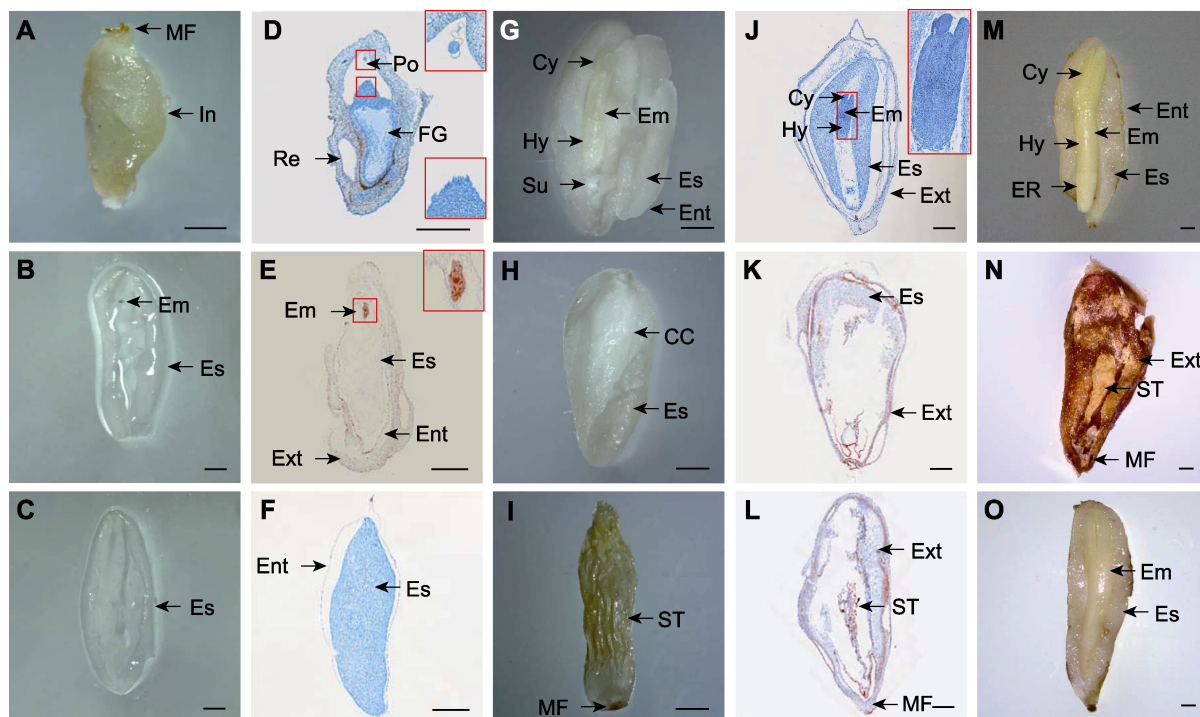 A
MF
In
B
Em
Es
C
Es
D
Po
FG
Re
E
Em
Es
Ent
Ext
F
Ent
Es
G
Cy
Em
Hy
Su
Es
Ent
H
CC
Es
I
ST
MF
J
Cy
Em
Hy
Es
Ext
K
Es
Ext
L
Ext
ST
MF
M
Cy
Ent
Hy
Em
ER
Es
N
Ext
ST
MF
O
Em
Es